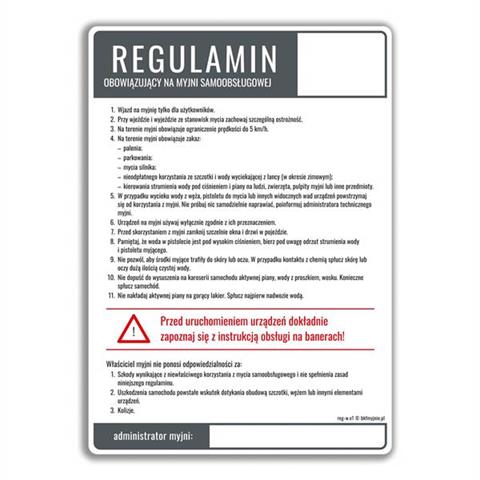 REGULAMIN
OBOWIĄZUJĄCY NA MYJNI SAMOOBSŁUGOWEJ
1. Wjazd na myjnię tylko dla użytkowników.
2. Przy wjeździe i wyjeździe ze stanowisk mycia zachowaj szczególną ostrożność.
3. Na terenie myjni obowiązuje ograniczenie prędkości do 5 km/h.
4. Na terenie myjni obowiązuje zakaz:
– palenia;
– parkowania;
– mycia silnika;
– nieodpłatnego korzystania ze szczotki i wody wyciekającej z lancy (w okresie zimowym);
– kierowania strumienia wody pod ciśnieniem i piany na ludzi, zwierzęta, pulpity myjni lub inne przedmioty.
5. W przypadku wycieku wody z węża, pistoletu do mycia lub innych widocznych wad urządzeń powstrzymaj
się od korzystania z myjni. Nie próbuj nic samodzielnie naprawiać, poinformuj administratora technicznego
myjni.
6. Urządzeń na myjni używaj wyłącznie zgodnie z ich przeznaczeniem.
7. Przed skorzystaniem z myjni zamknij szczelnie okna i drzwi w pojeździe.
8. Pamiętaj, że woda w pistolecie jest pod wysokim ciśnieniem, bierz pod uwagę odrzut strumienia wody
i pistoletu myjącego.
9. Nie pozwól, aby środki myjące trafiły do skóry lub oczu. W przypadku kontaktu z chemią spłucz skórę lub
oczy dużą ilością czystej wody.
10. Nie dopuść do wysuszenia na karoserii samochodu aktywnej piany, wody z proszkiem, wosku. Konieczne
spłucz samochód.
11. Nie nakładaj aktywnej piany na gorący lakier. Spłucz najpierw nadwozie wodą.
Przed uruchomieniem urządzeń dokładnie
zapoznaj się z instrukcją obsługi na banerach!
Właściciel myjni nie ponosi odpowiedzialności za:
1. Szkody wynikające z niewłaściwego korzystania z mycia samoobsługowego i nie spełnienia zasad
niniejszego regulaminu.
2. Uszkodzenia samochodu powstałe wskutek dotykania obudową szczotki, wężem lub innymi elementami
urządzeń.
3. Kolizje.
reg-w.e1 © bkfmyjnie.pl
administrator myjni: